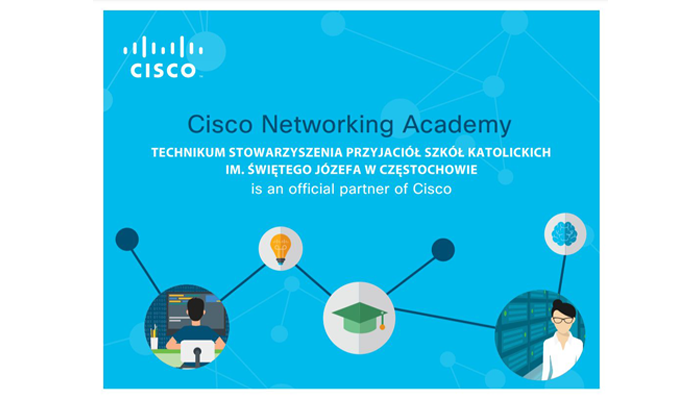 CISCO
Cisco Networking Academy
TECHNIKUM STOWARZYSZENIA PRZYJACIÓŁ SZKÓŁ KATOLICKICH
IM. ŚWIĘTEGO JÓZEFA W CZĘSTOCHOWIE
is an official partner of Cisco